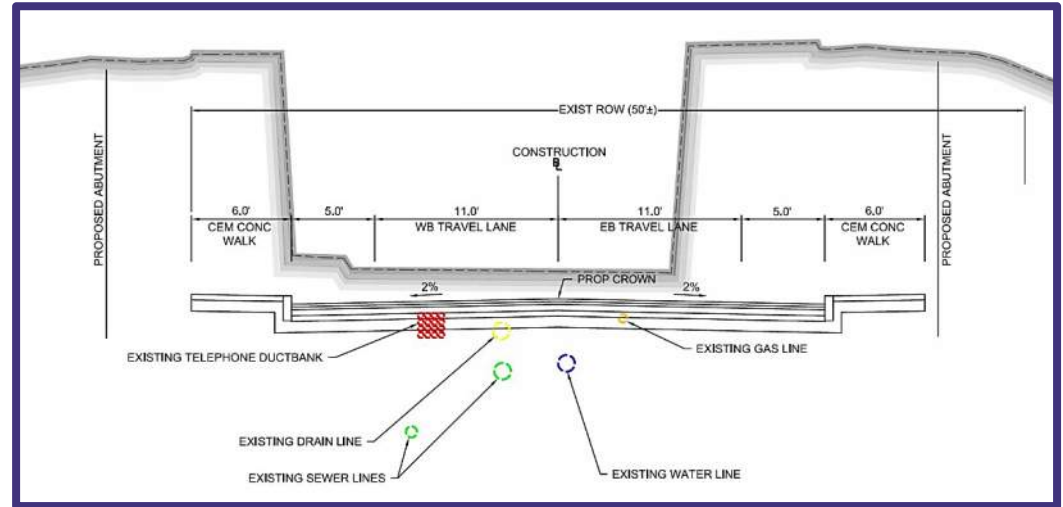 EXIST ROW (50'±)
CONSTRUCTION
BL
PROPOSED ABUTMENT
PROPOSED ABUTMENT
6.0'
CEM CONC
WALK
5.0'
11.0'
WB TRAVEL LANE
11.0'
EB TRAVEL LANE
5.0'
6.0'
CEM CONC
WALK
PROP CROWN
2%
2%
EXISTING TELEPHONE DUCTBANK
EXISTING GAS LINE
EXISTING DRAIN LINE
EXISTING SEWER LINES
EXISTING WATER LINE